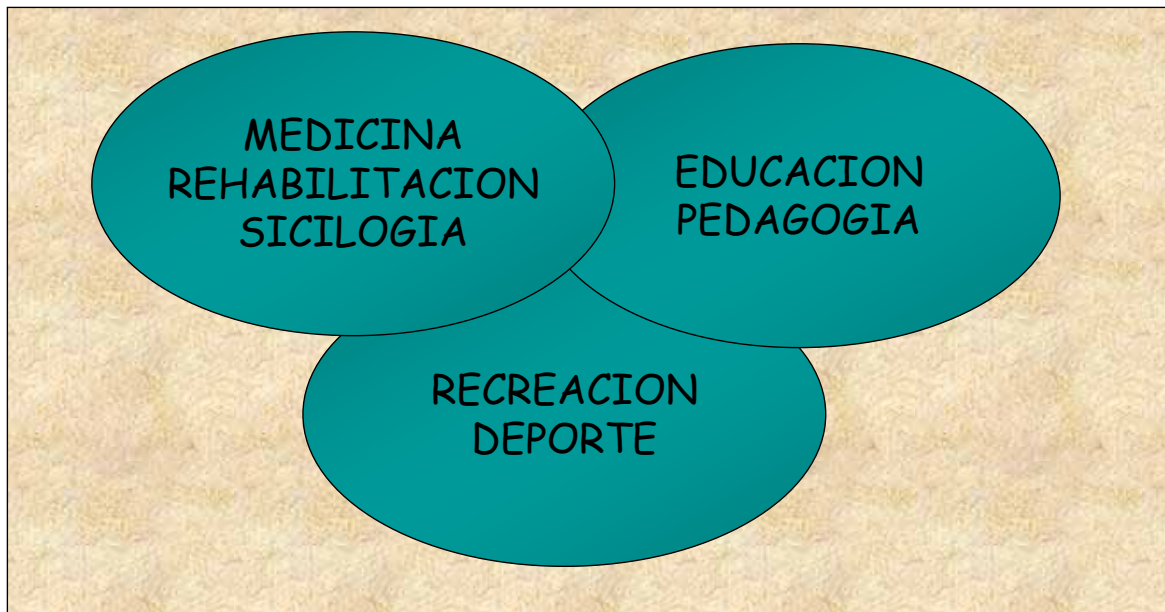 MEDICINA
REHABILITACION
SICILOGIA
EDUCACION
PEDAGOGIA
RECREACION
DEPORTE